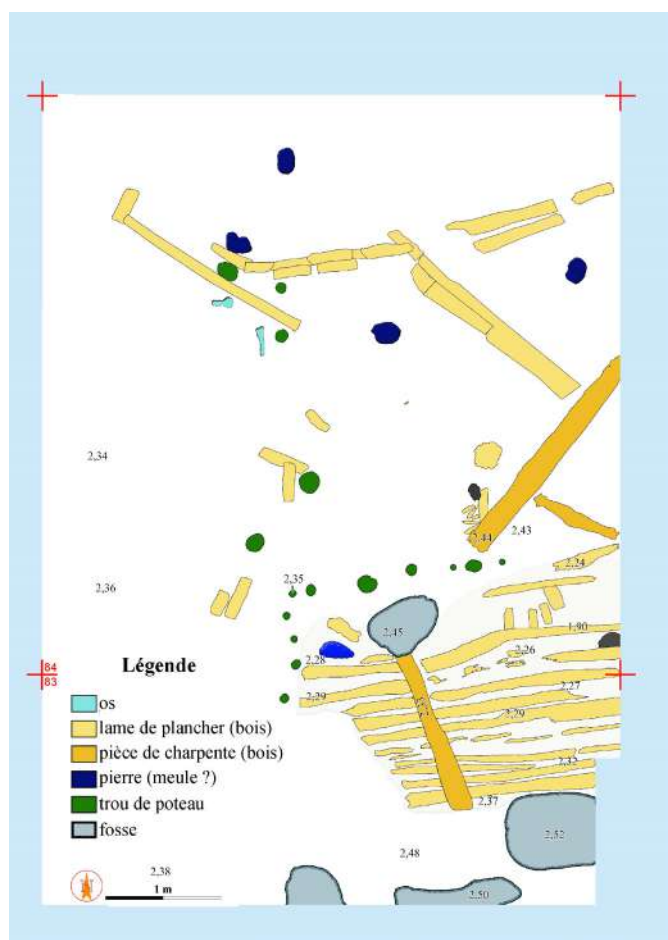 2,34
2,43
2,44
2,24
2,36
2,35
1,90
2,45
2,26
2,28
84
83
Légende
2,27
2,29
os
lame de plancher (bois)
2,29
pièce de charpente (bois)
pierre (meule ?)
2,32
trou de poteau
2,37
fosse
2,52
2,48
2,38
1 m
2,50